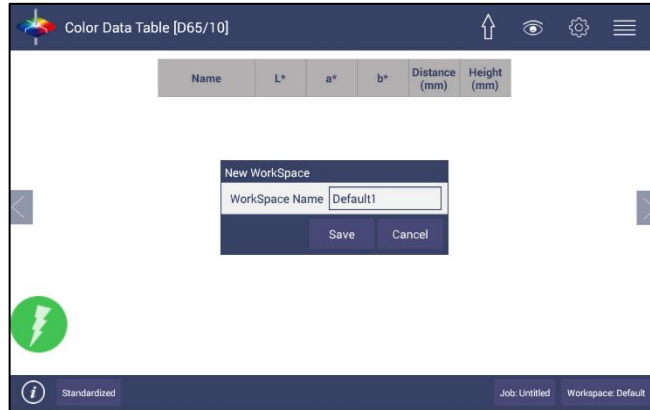 Color Data Table [D65/10]
Name L* a* b* Distance (mm) Height (mm)
New WorkSpace
WorkSpace Name Default1
Save Cancel
i Standardized Job: Untitled Workspace: Default